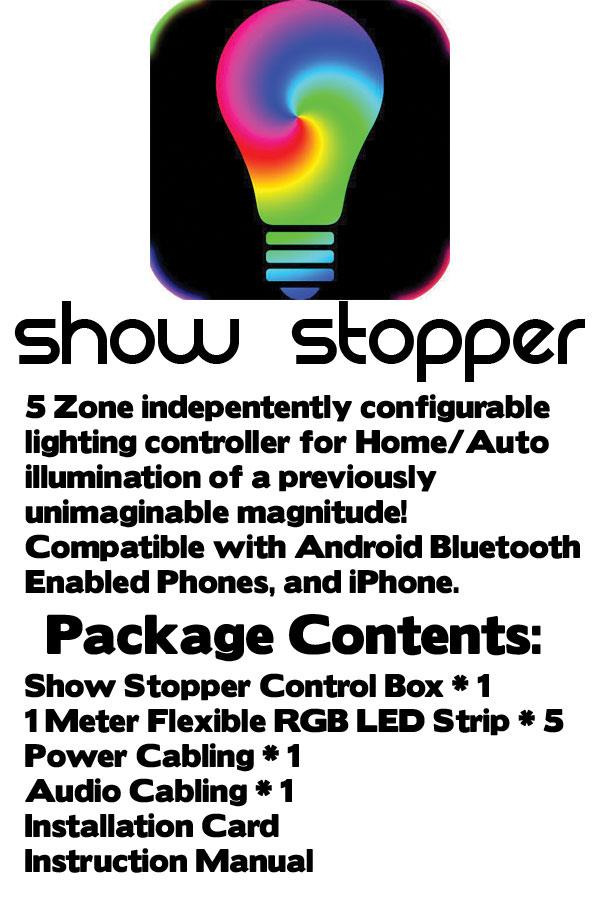 show stopper
5 Zone indepentently configurable
lighting controller for Home/Auto
illumination of a previously
unimaginable magnitude!
Compatible with Android Bluetooth
Enabled Phones, and iPhone.
Package Contents:
Show Stopper Control Box * 1
1 Meter Flexible RGB LED Strip * 5
Power Cabling * 1
Audio Cabling * 1
Installation Card
Instruction Manual